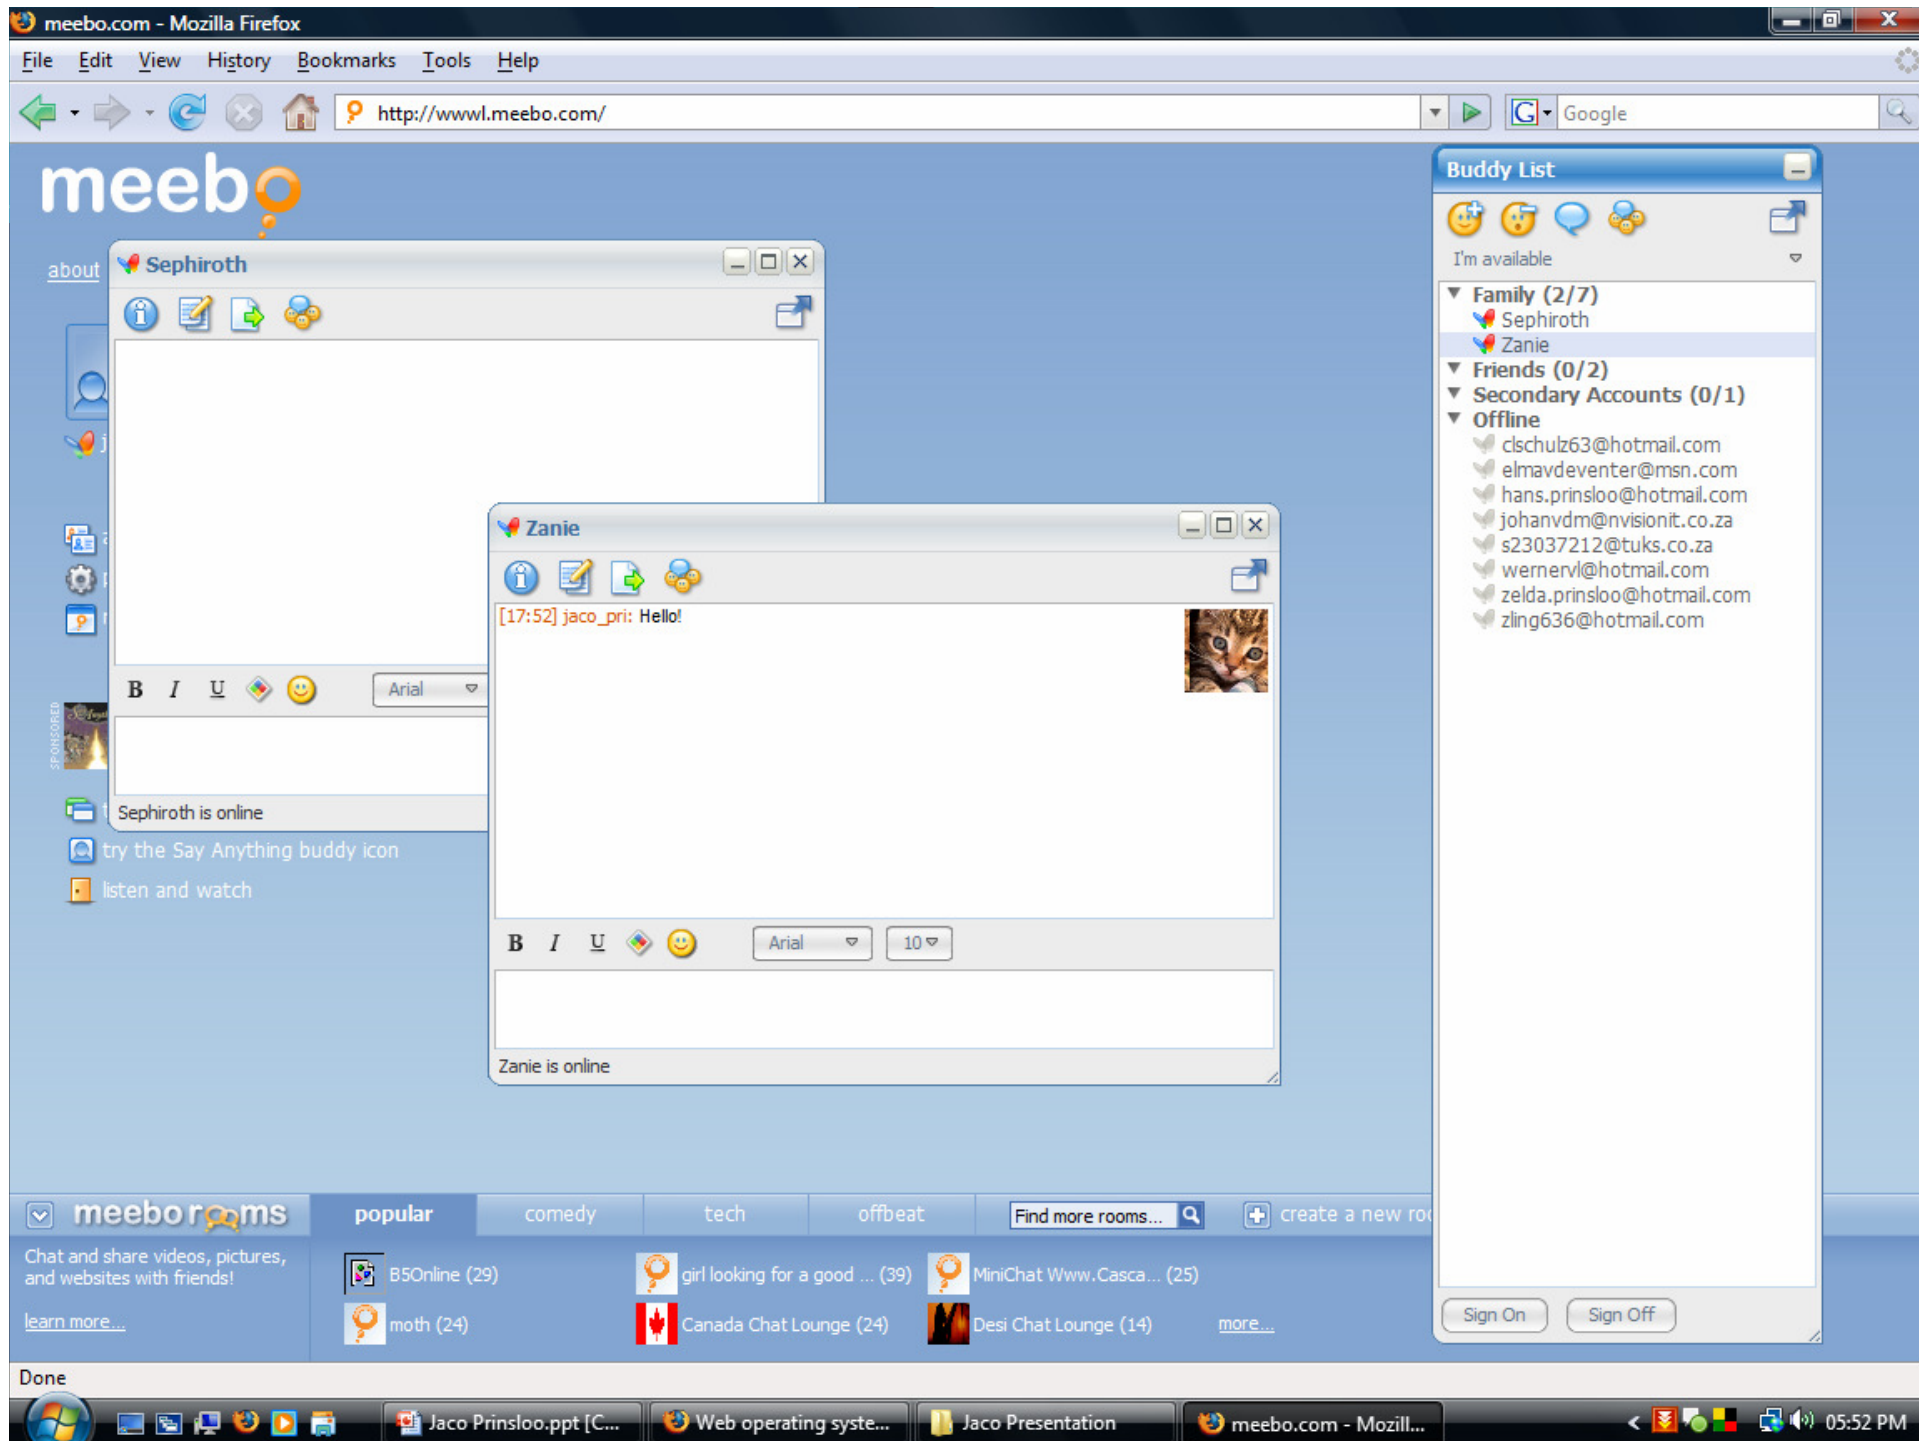 meebo.com - Mozilla Firefox
File Edit View History Bookmarks Tools Help
http://wwwl.meebo.com/
Google
meebo
about
Sephiroth
Arial
Sephiroth is online
SPONSORED
try the Say Anything buddy icon
listen and watch
Zanie
[17:52] jaco_pri: Hello!
B I U Arial 10
Zanie is online
Buddy List
I'm available
Family (2/7)
Sephiroth
Zanie
Friends (0/2)
Secondary Accounts (0/1)
Offline
clschulz63@hotmail.com
elmavdeventer@msn.com
hans.prinsloo@hotmail.com
johanvdm@nvisionit.co.za
s23037212@tuks.co.za
wernervl@hotmail.com
zelda.prinsloo@hotmail.com
zling636@hotmail.com
Sign On Sign Off
meebo rooms popular comedy tech offbeat Find more rooms... create a new roo
Chat and share videos, pictures,
and websites with friends!
learn more...
B5Online (29) girl looking for a good ... (39) MiniChat Www.Casca... (25)
moth (24) Canada Chat Lounge (24) Desi Chat Lounge (14) more...
Done
Jaco Prinsloo.ppt [C... Web operating syste... Jaco Presentation meebo.com - Mozill... 05:52 PM